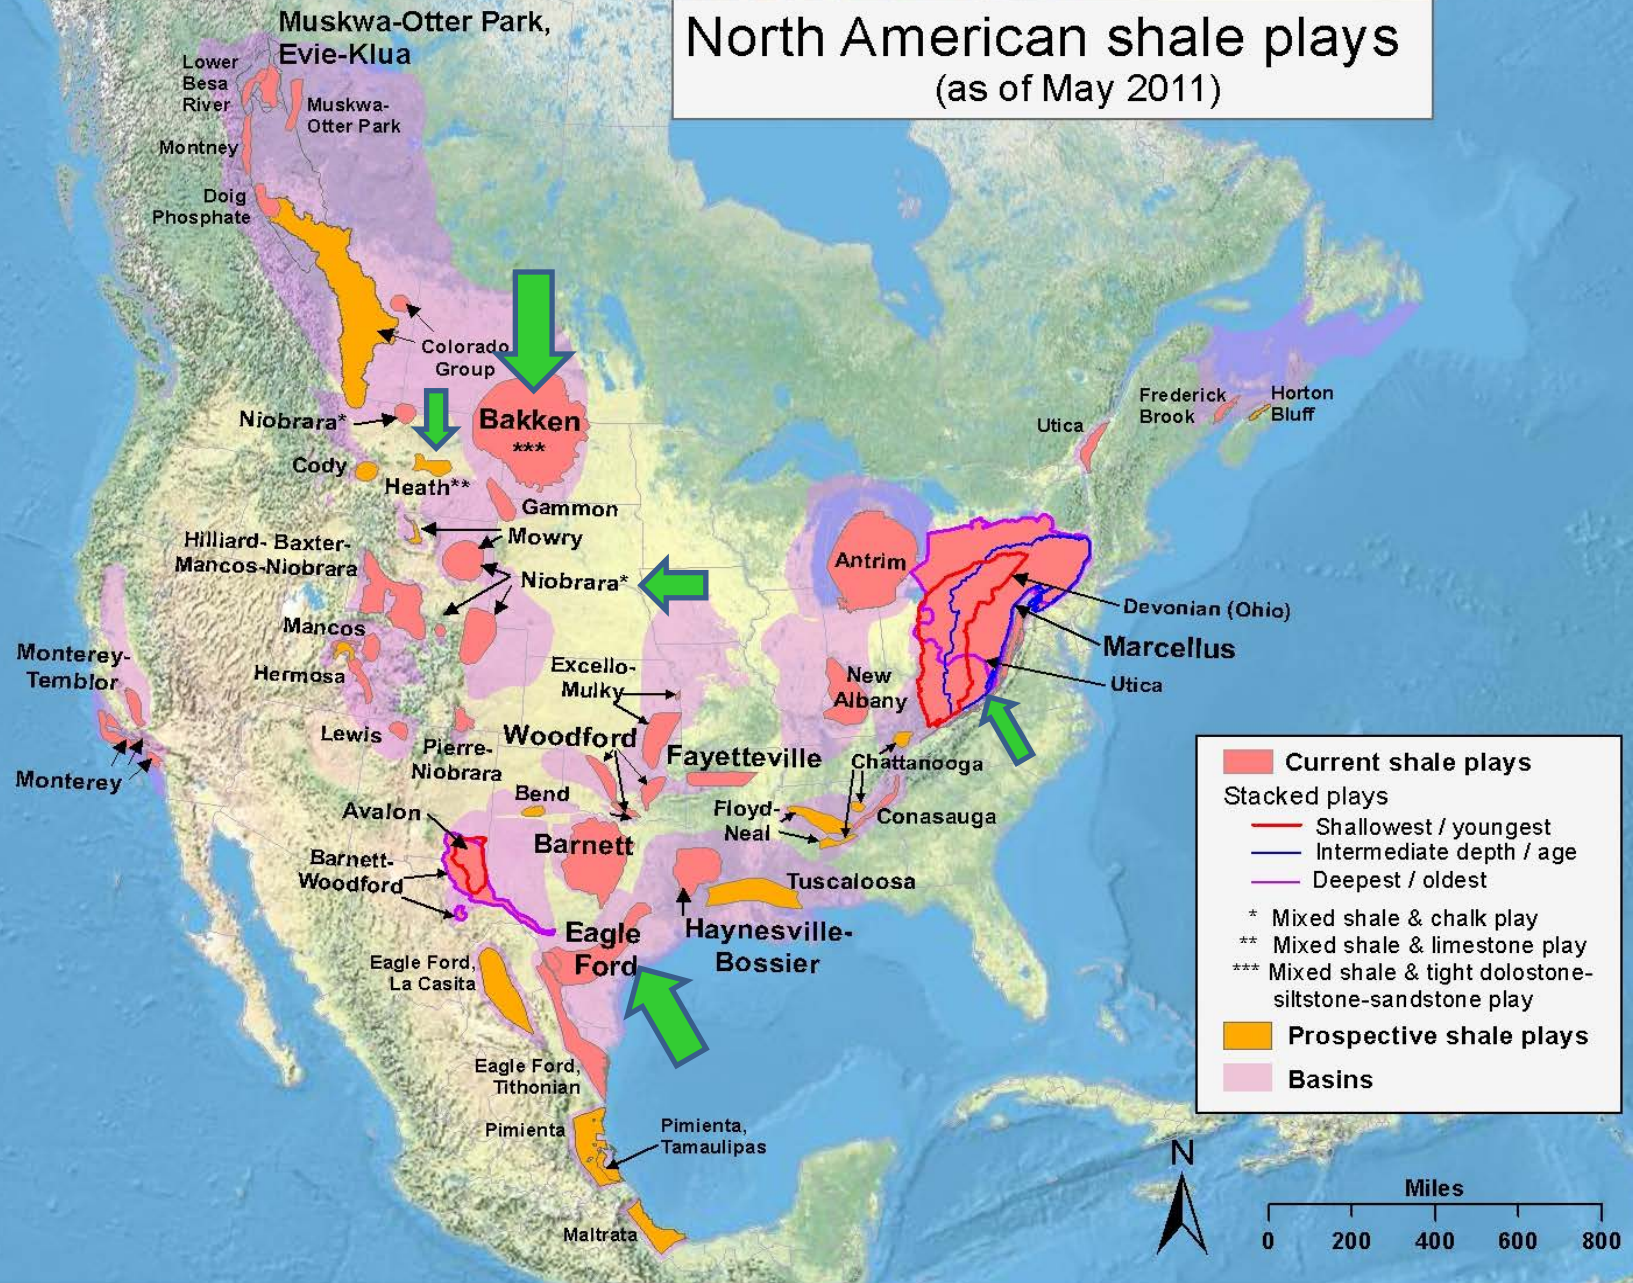 North American shale plays
(as of May 2011)
Muskwa-Otter Park,
Evie-Klua
Lower
Besa
River
Muskwa-
Otter Park
Montney
Doig
Phosphate
Colorado
Group
Niobrara*
Bakken
***
Cody
Heath**
Gammon
Mowry
Hilliard- Baxter-
Mancos-Niobrara
Niobrara*
Mancos
Hermosa
Monterey-
Temblor
Monterey
Lewis
Pierre-
Niobrara
Excello-
Mulky
Woodford
Fayetteville
Bend
Avalon
Barnett-
Woodford
Barnett
Floyd-
Neal
Chattanooga
Conasauga
New
Albany
Antrim
Utica
Frederick
Brook
Horton
Bluff
Devonian (Ohio)
Marcellus
Utica
Tuscaloosa
Haynesville-
Bossier
Eagle
Ford
Eagle Ford,
La Casita
Eagle Ford,
Tithonian
Pimienta
Pimienta,
Tamaulipas
Maltrata
Current shale plays
Stacked plays
Shallowest / youngest
Intermediate depth / age
Deepest / oldest
* Mixed shale & chalk play
** Mixed shale & limestone play
*** Mixed shale & tight dolostone-
siltstone-sandstone play
Prospective shale plays
Basins
N
Miles
0 200 400 600 800